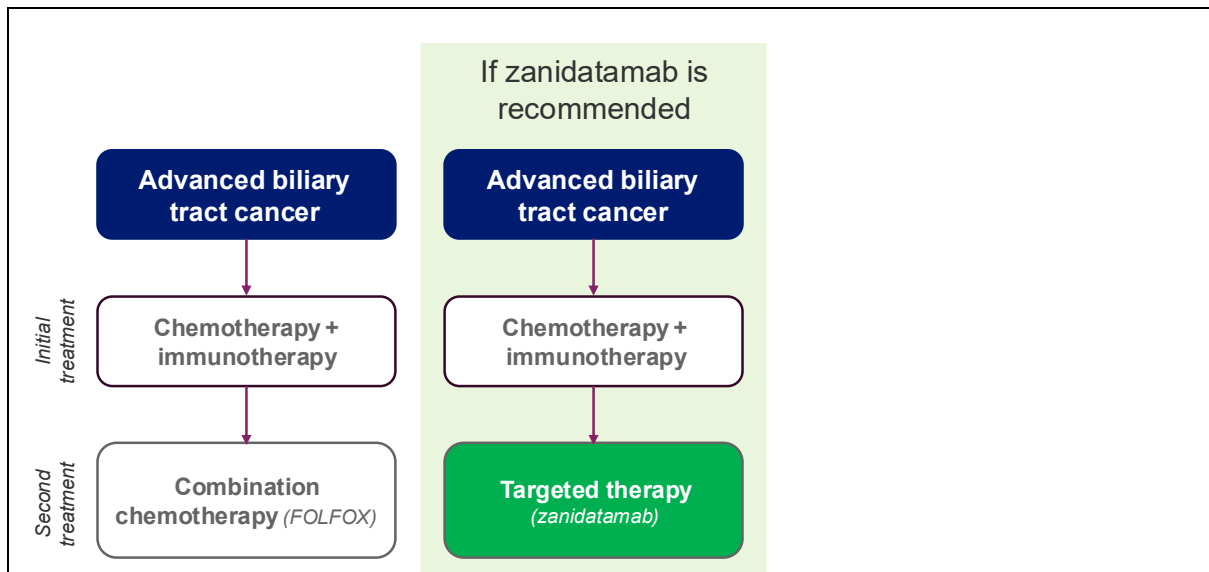 If zanidatamab is
recommended
Advanced biliary
tract cancer
Advanced biliary
tract cancer
Initial
treatment
Chemotherapy +
immunotherapy
Chemotherapy +
immunotherapy
Second
treatment
Combination
chemotherapy (FOLFOX)
Targeted therapy
(zanidatamab)